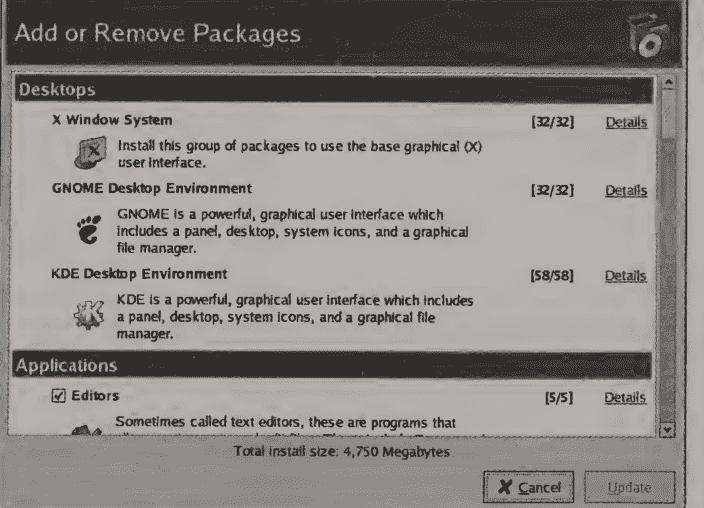 Add or Remove Packages
Desktops
X Window System [32/32] Details
Install this group of packages to use the base graphical (X)
user interface.
GNOME Desktop Environment [32/32] Details
GNOME is a powerful, graphical user interface which
includes a panel, desktop, system icons, and a graphical
file manager.
KDE Desktop Environment [58/58] Details
KDE is a powerful, graphical user interface which includes
a panel, desktop, system icons, and a graphical file
manager.
Applications
Editors [5/5] Details
Sometimes called text editors, these are programs that
Total install size: 4,750 Megabytes
Cancel
Update